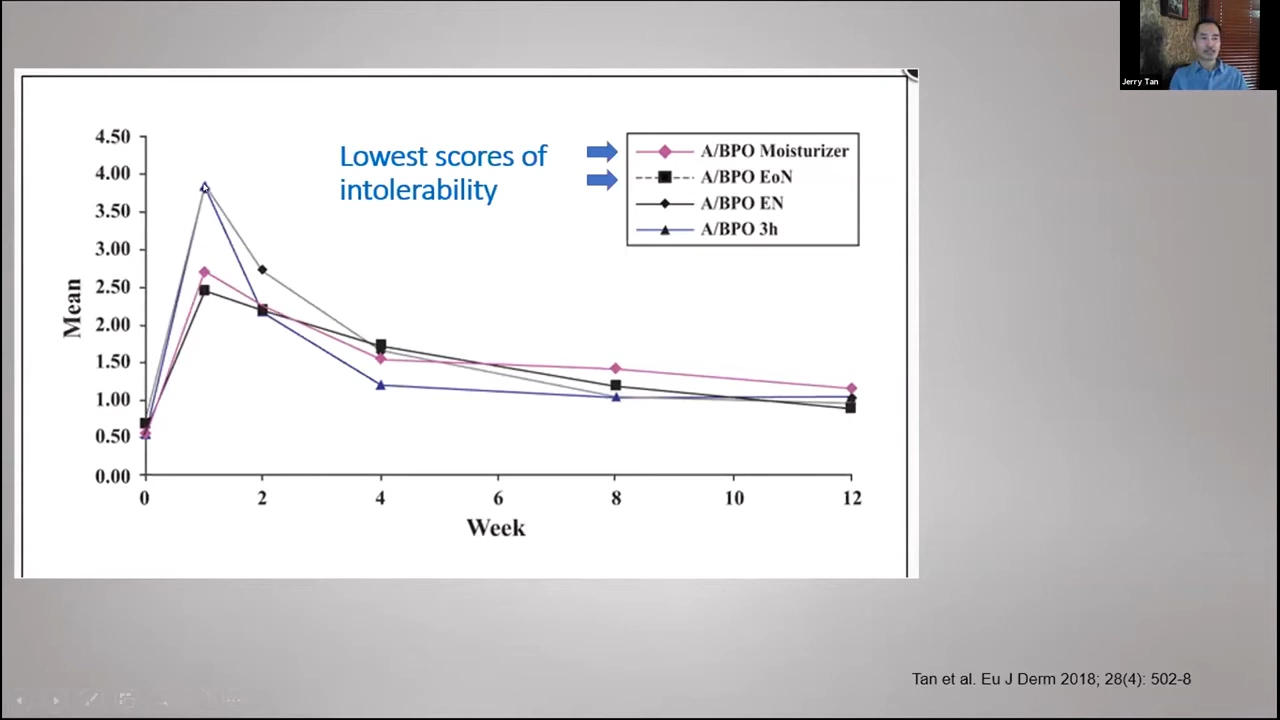 Jerry Tan
4.50
4.00
3.50
3.00
2.50
2.00
1.50
1.00
0.50
0.00
Mean
Lowest scores of
intolerability
A/BPO Moisturizer
A/BPO EoN
A/BPO EN
A/BPO 3h
0 2 4 6 8 10 12
Week
Tan et al. Eu J Derm 2018; 28(4): 502-8